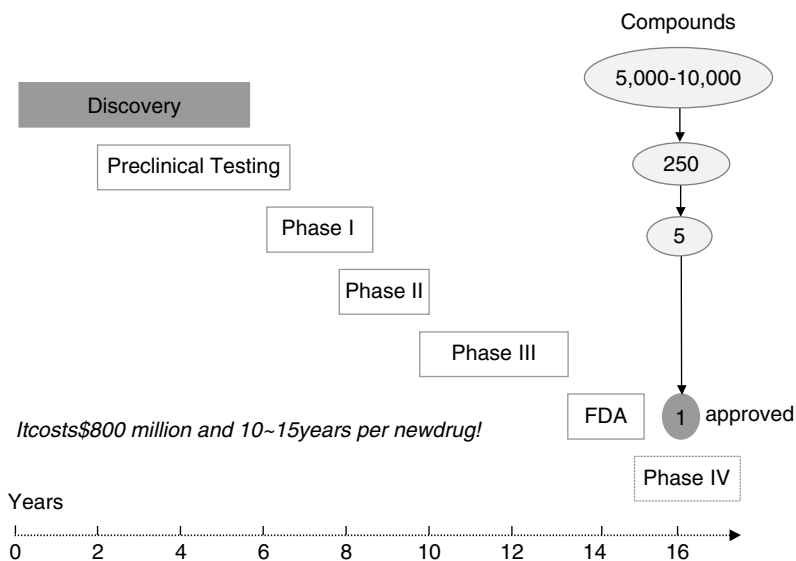 Compounds
5,000-10,000
Discovery
Preclinical Testing
250
Phase I
5
Phase II
Phase III
FDA
1 approved
Itcosts$800 million and 10~15years per newdrug!
Phase IV
Years
0 2 4 6 8 10 12 14 16